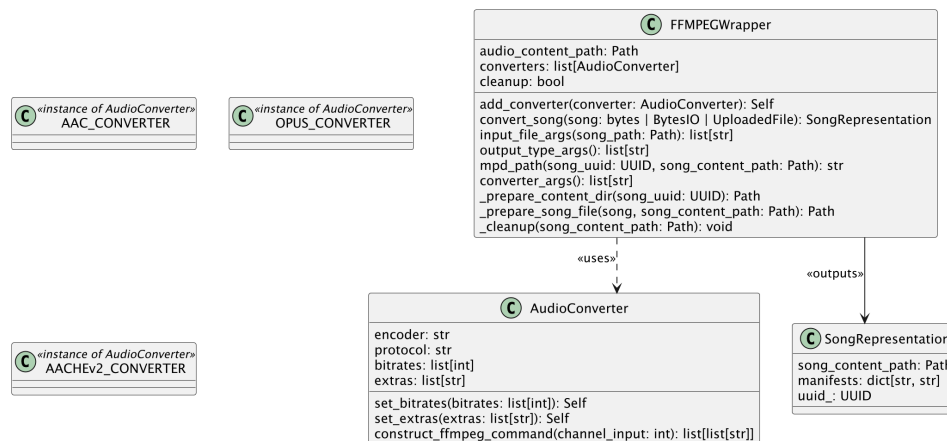 C FFMPEGWrapper
audio_content_path: Path
converters: list[AudioConverter]
cleanup: bool
add_converter(converter: AudioConverter): Self
convert_song(song: bytes | BytesIO | UploadedFile): SongRepresentation
input_file_args(song_path: Path): list[str]
output_type_args(): list[str]
mpd_path(song_uuid: UUID, song_content_path: Path): str
converter_args(): list[str]
_prepare_content_dir(song_uuid: UUID): Path
_prepare_song_file(song, song_content_path: Path): Path
_cleanup(song_content_path: Path): void
C «instance of AudioConverter»
AAC_CONVERTER
C «instance of AudioConverter»
OPUS_CONVERTER
«uses»
«outputs»
C AudioConverter
encoder: str
protocol: str
bitrates: list[int]
extras: list[str]
set_bitrates(bitrates: list[int]): Self
set_extras(extras: list[str]): Self
construct_ffmpeg_command(channel_input: int): list[list[str]]
C SongRepresentation
song_content_path: Path
manifests: dict[str, str]
uuid_: UUID
C «instance of AudioConverter»
AACHEv2_CONVERTER